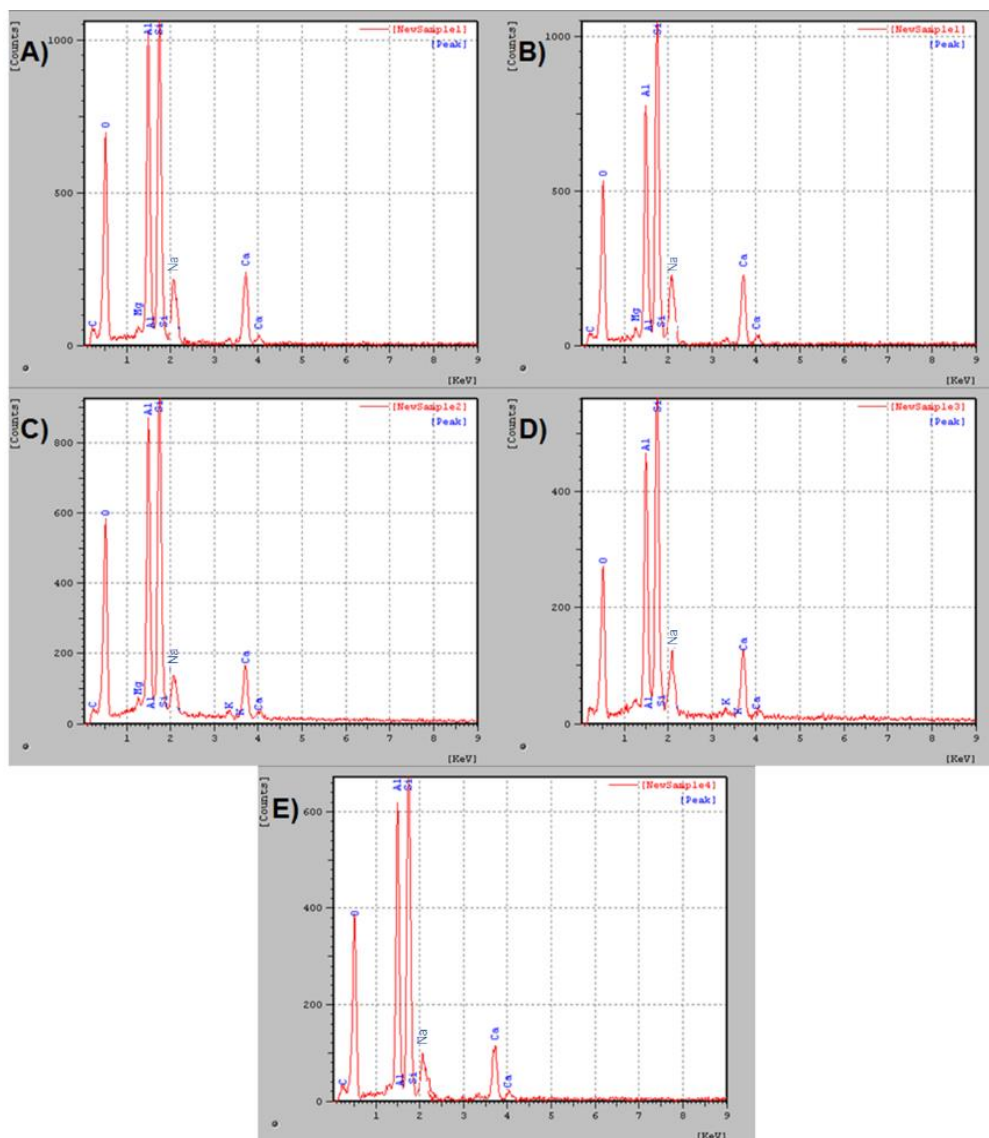 A)
[Counts]
[NewSample1]
[Peak]
1000
500
0
C
O
Mg
Al
Al
Si
Si
Na
Ca
Ca
1 2 3 4 5 6 7 8 9
[KeV]
B)
[Counts]
[NewSample1]
[Peak]
1000
500
0
C
O
Mg
Al
Al
Si
Si
Na
Ca
Ca
1 2 3 4 5 6 7 8 9
[KeV]
C)
[Counts]
[NewSample2]
[Peak]
800
600
400
200
0
C
O
Mg
Al
Al
Si
Si
Na
K
K
Ca
Ca
1 2 3 4 5 6 7 8 9
[KeV]
D)
[Counts]
[NewSample3]
[Peak]
400
200
0
O
Al
Al
Si
Si
Na
K
K
Ca
Ca
1 2 3 4 5 6 7 8 9
[KeV]
E)
[Counts]
[NewSample4]
[Peak]
600
400
200
0
C
O
Al
Al
Si
Si
Na
Ca
Ca
1 2 3 4 5 6 7 8 9
[KeV]